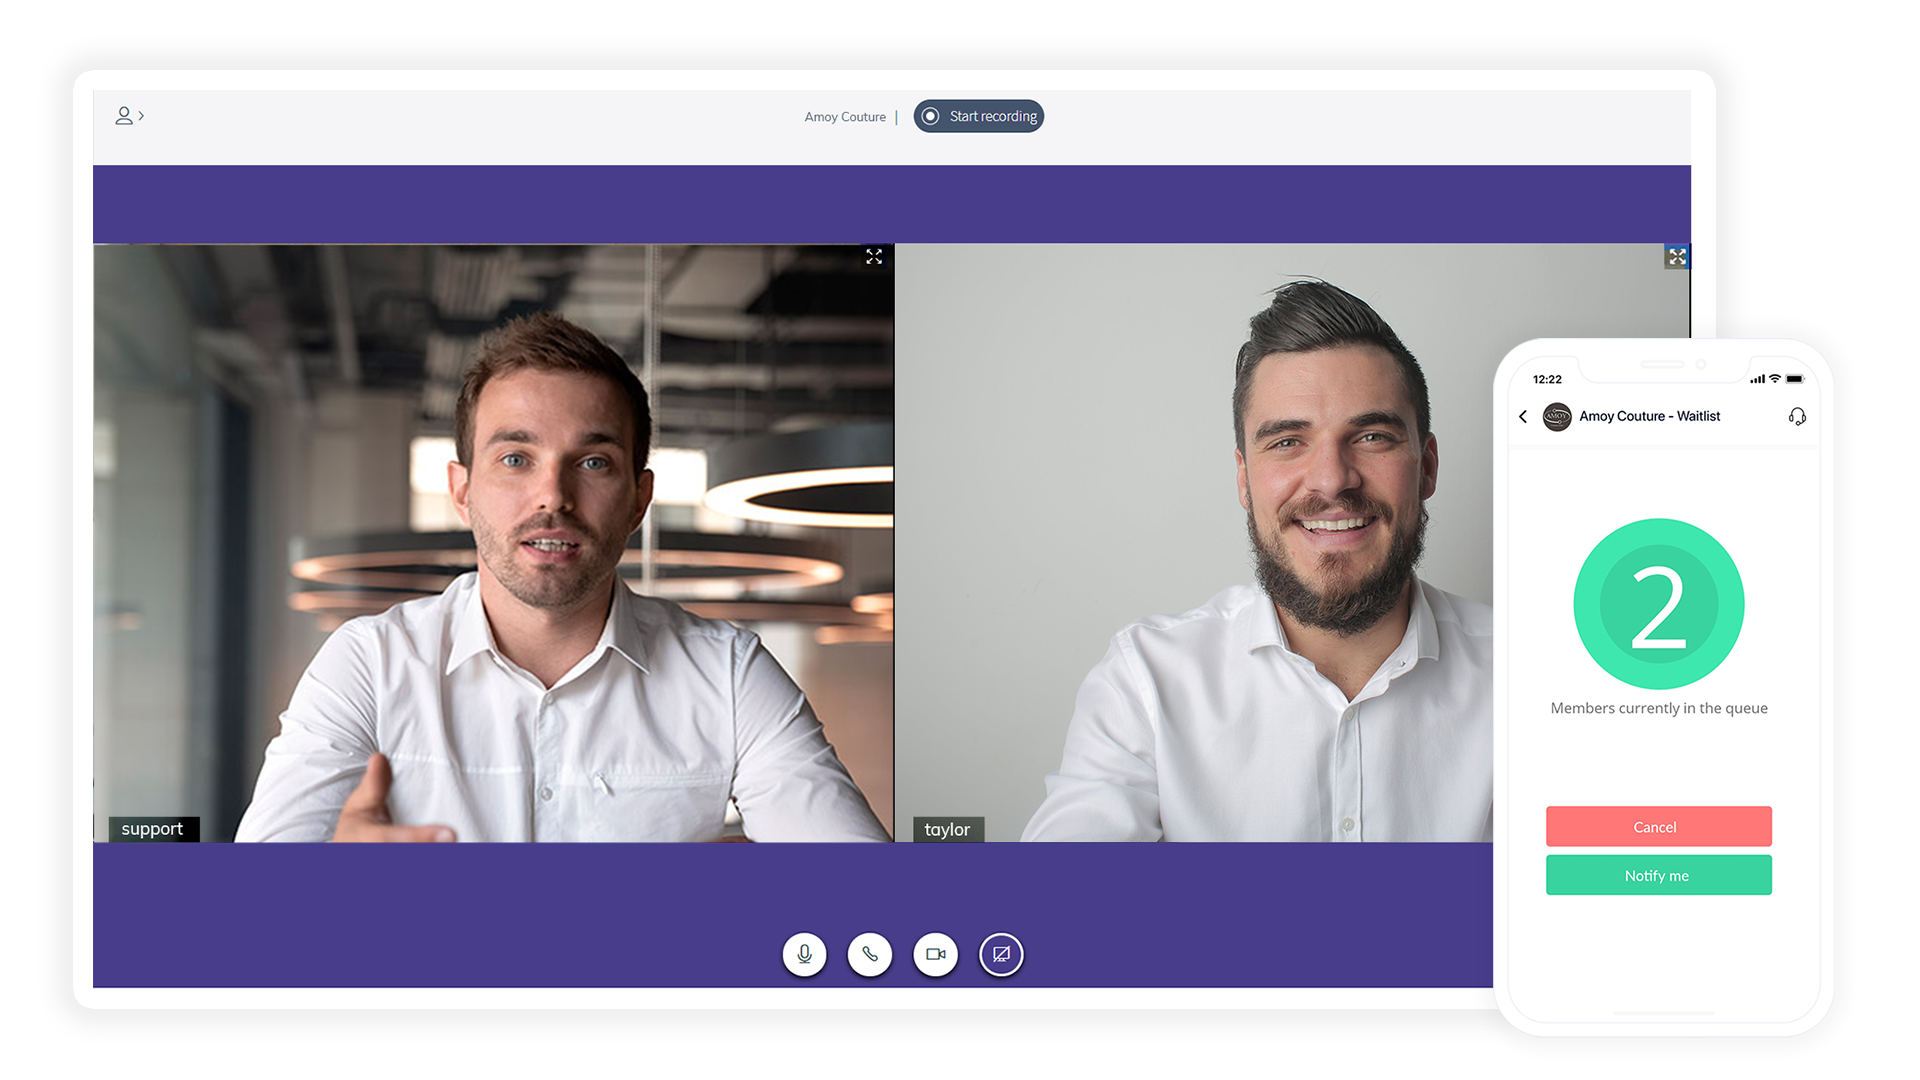 Amoy Couture |
Start recording
support
taylor
12:22
AMOY
Amoy Couture - Waitlist
2
Members currently in the queue
Cancel
Notify me